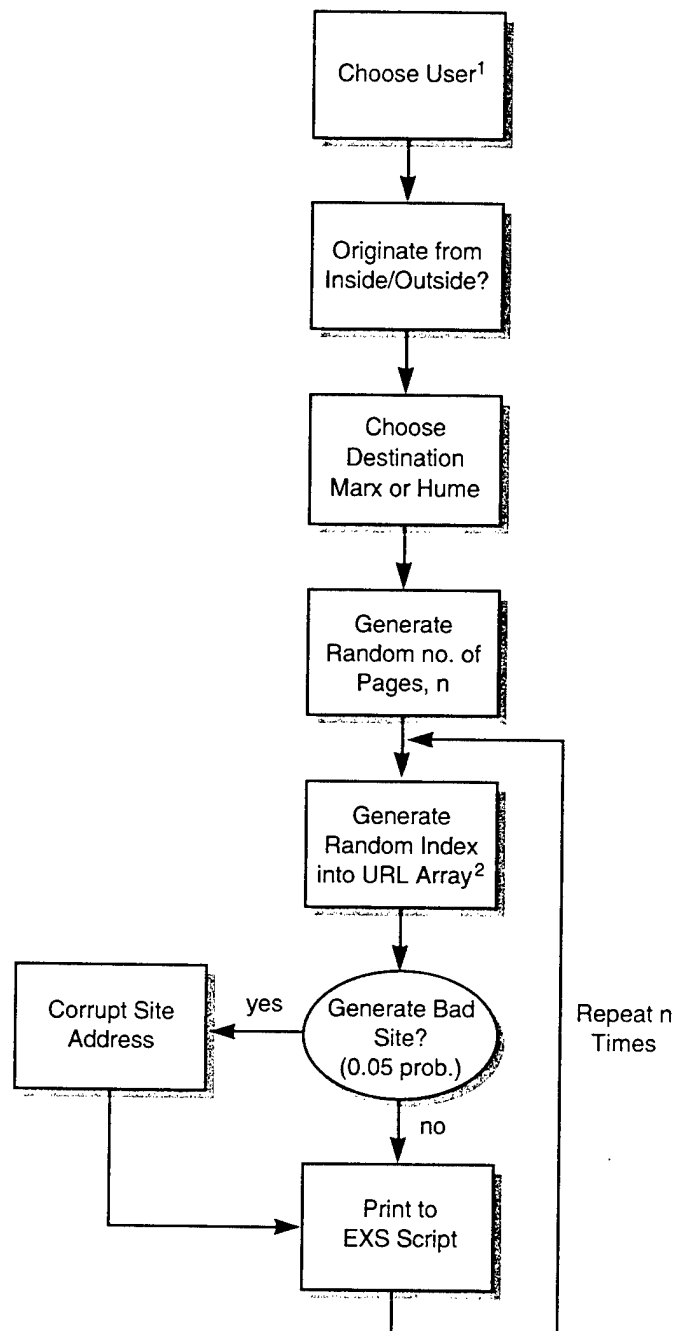 Choose User¹
Originate from
Inside/Outside?
Choose
Destination
Marx or Hume
Generate
Random no. of
Pages, n
Generate
Random Index
into URL Array²
Corrupt Site
Address
yes
Generate Bad
Site?
(0.05 prob.)
Repeat n
Times
no
Print to
EXS Script